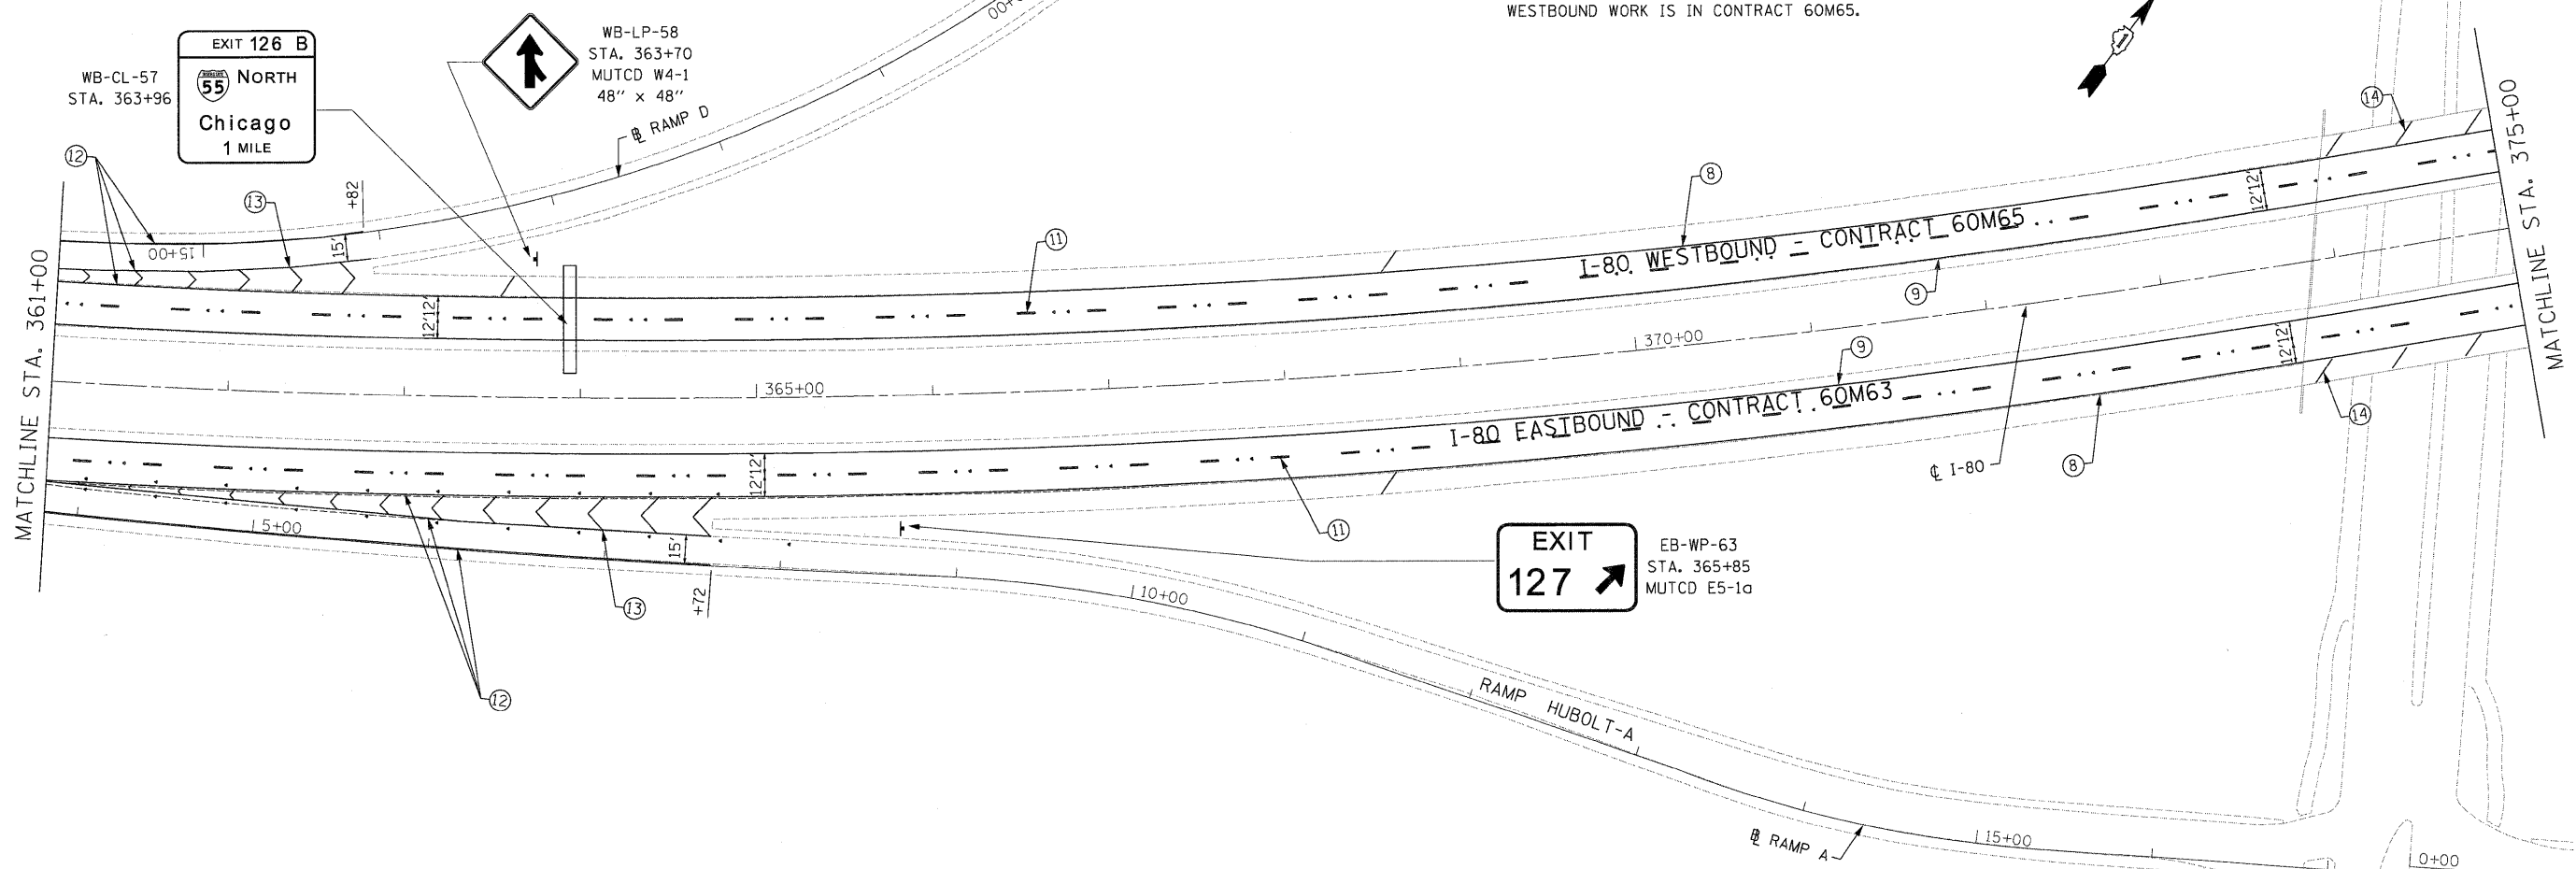 WESTBOUND WORK IS IN CONTRACT 60M65.
EXIT 126 B
55 NORTH
Chicago
1 MILE
WB-CL-57
STA. 363+96
WB-LP-58
STA. 363+70
MUTCD W4-1
48" x 48"
RAMP D
12
13
+82
15'
15+00
11
8
14
I-80 WESTBOUND - CONTRACT 60M65
9
12'12'
12'12'
MATCHLINE STA. 361+00
MATCHLINE STA. 375+00
365+00
370+00
9
I-80 EASTBOUND - CONTRACT 60M63
12'12'
12'12'
14
℄ I-80
8
11
5+00
15'
+72
13
12
10+00
EXIT
127
EB-WP-63
STA. 365+85
MUTCD E5-1a
RAMP HUBOLT-A
RAMP A
15+00
0+00